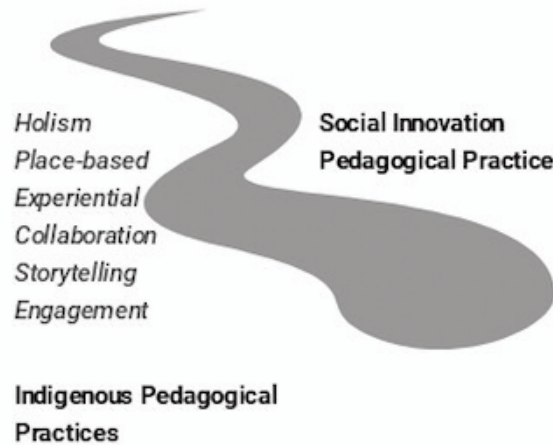 Holism
Place-based
Experiential
Collaboration
Storytelling
Engagement
Social Innovation
Pedagogical Practice
Indigenous Pedagogical
Practices